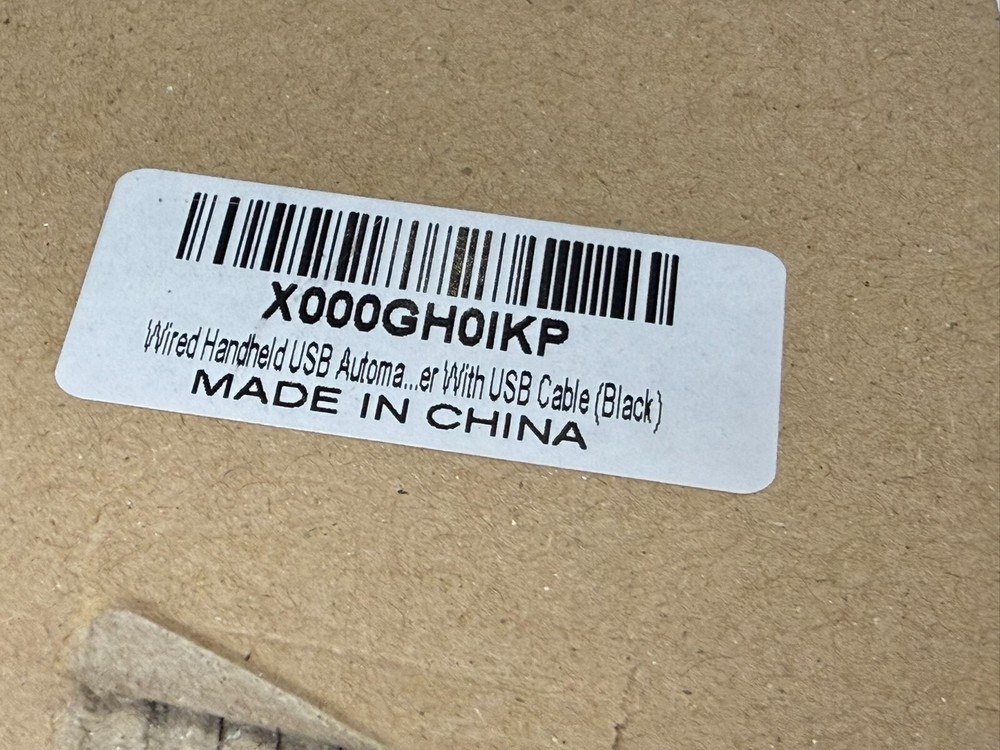 X000GH0IKP
Wired Handheld USB Automa...er With USB Cable (Black)
MADE IN CHINA